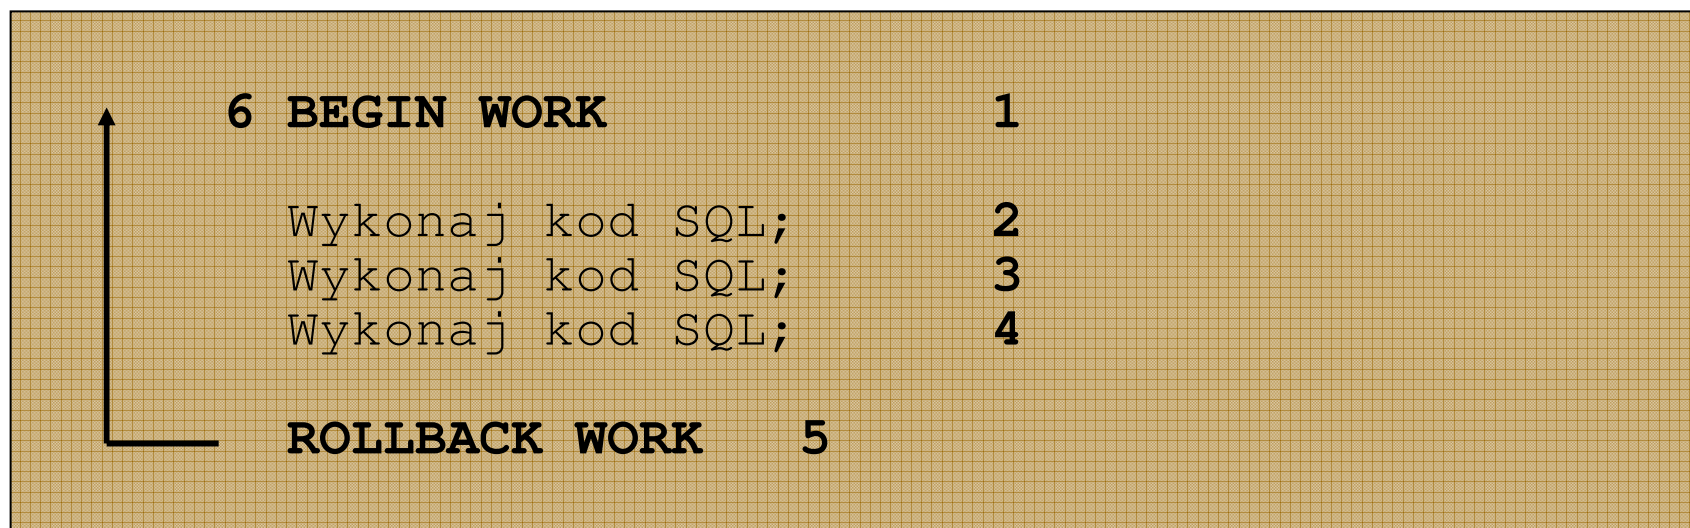 6 BEGIN WORK 1
Wykonaj kod SQL; 2
Wykonaj kod SQL; 3
Wykonaj kod SQL; 4
ROLLBACK WORK 5